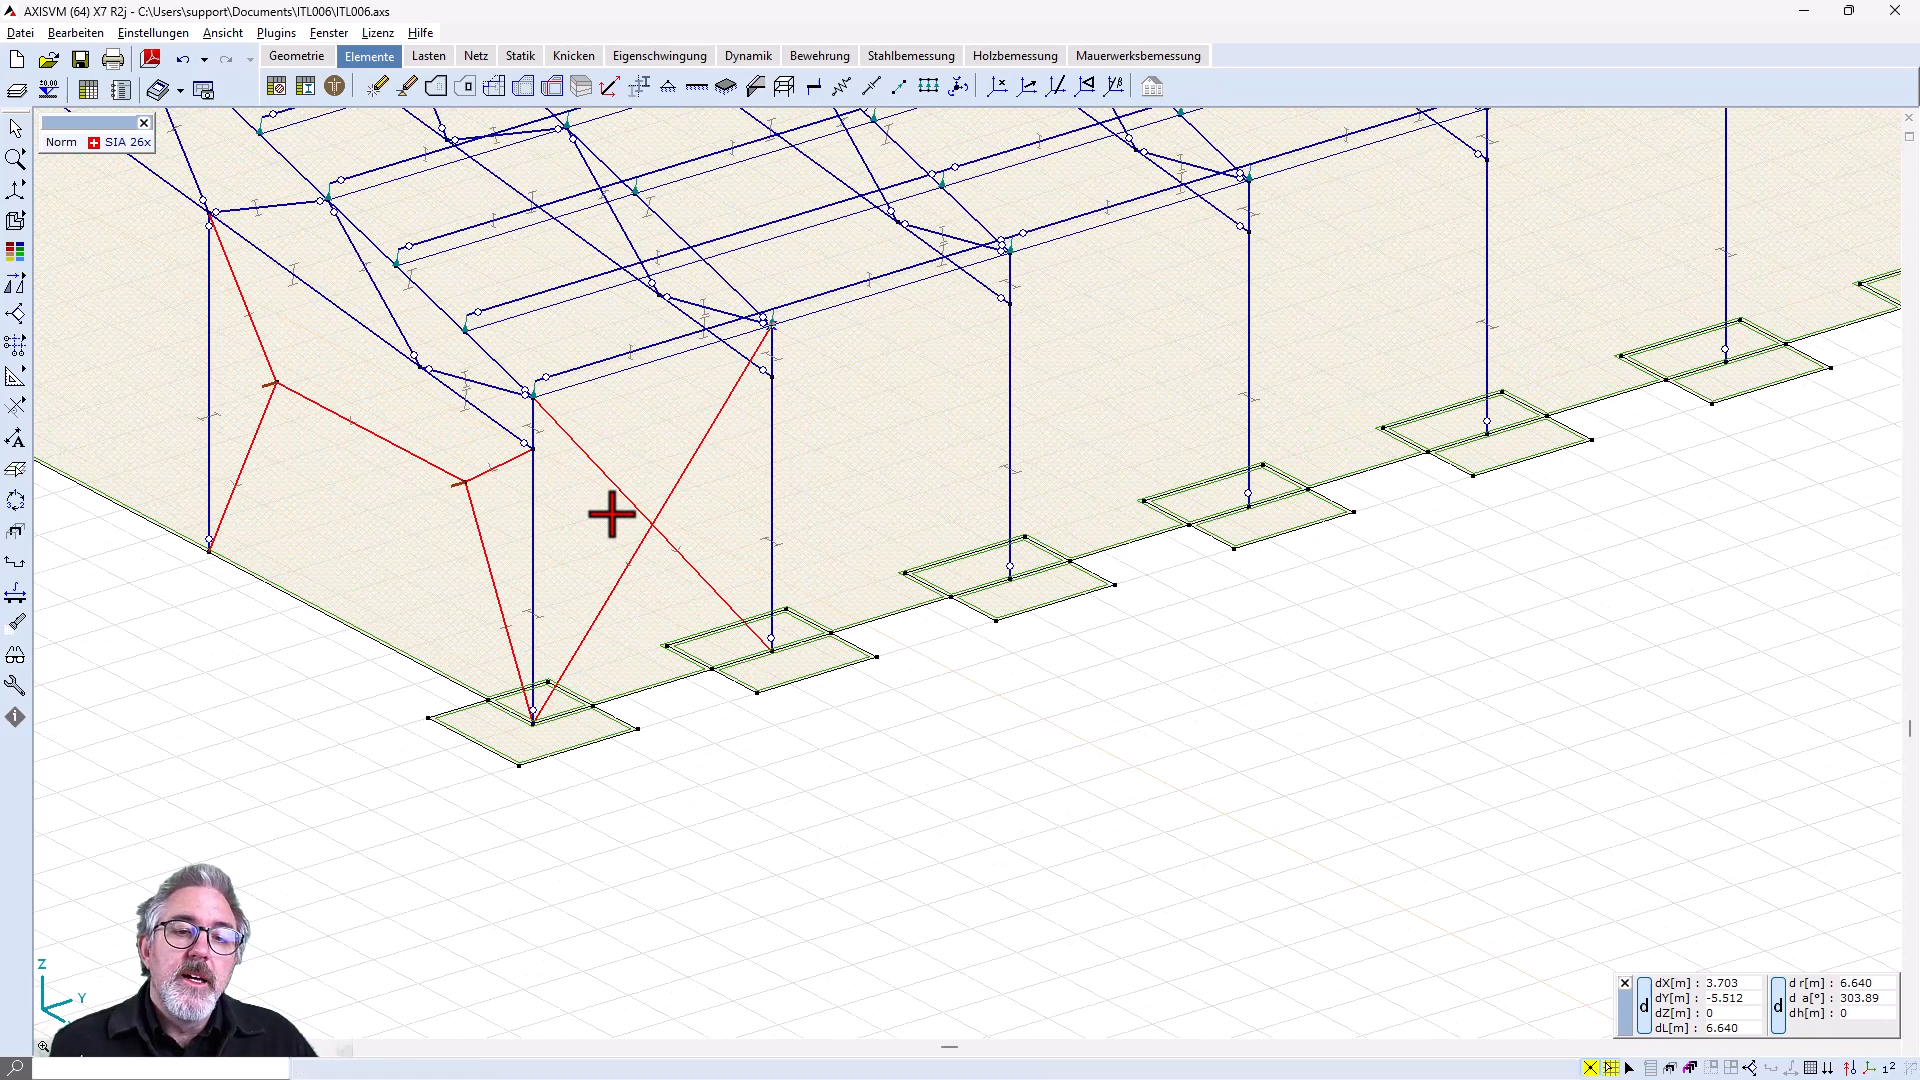 AXISVM (64) X7 R2j - C:\Users\support\Documents\ITL006\ITL006.axs
Datei Bearbeiten Einstellungen Ansicht Plugins Fenster Lizenz Hilfe
Geometrie Elemente Lasten Netz Statik Knicken Eigenschwingung Dynamik Bewehrung Stahlbemessung Holzbemessung Mauerwerksbemessung
Norm SIA 26x
Z
Y
dX[m] : 3.703
dY[m] : -5.512
dZ[m] : 0
dL[m] : 6.640
d
d r[m] : 6.640
d a[°] : 303.89
dh[m] : 0
d